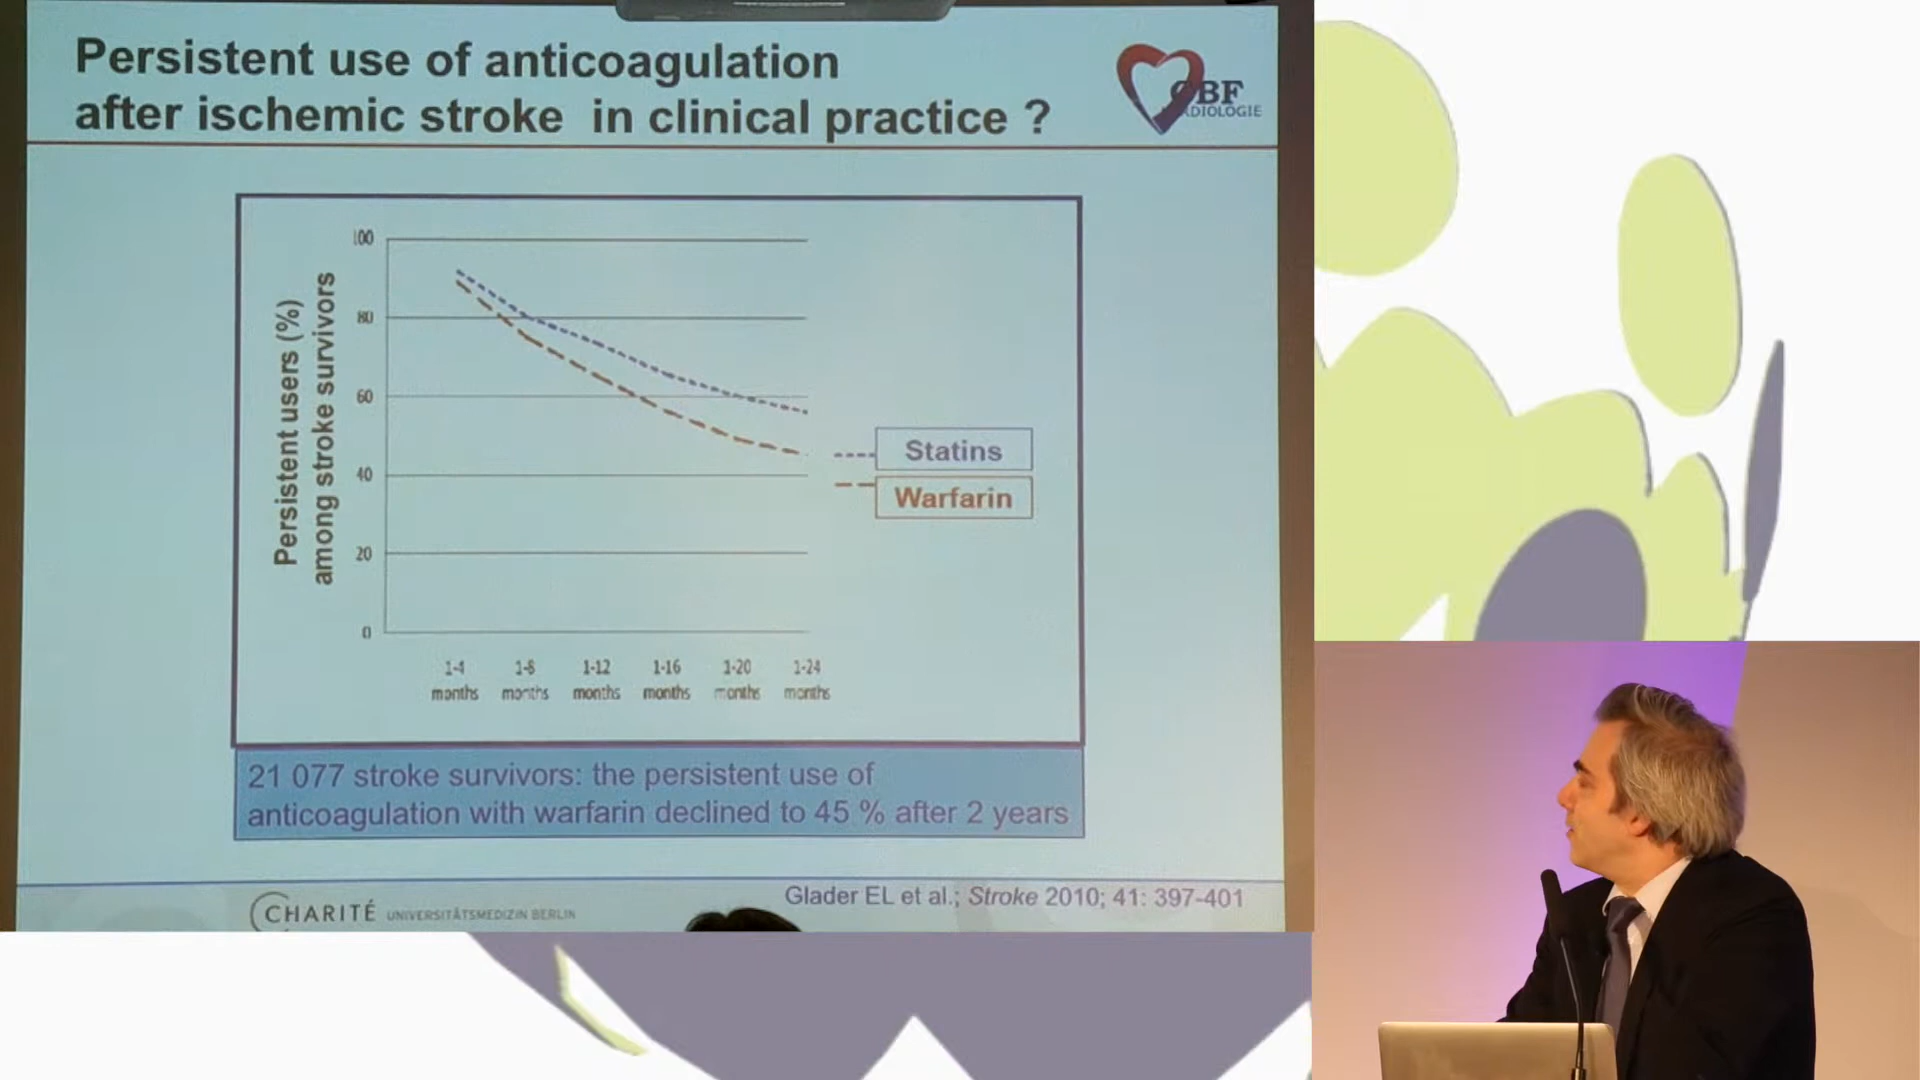 Persistent use of anticoagulation
after ischemic stroke in clinical practice ?
CBF
CARDIOLOGIE
Persistent users (%)
among stroke survivors
100
80
60
40
20
0
1-4
months
1-8
months
1-12
months
1-16
months
1-20
months
1-24
months
Statins
Warfarin
21 077 stroke survivors: the persistent use of
anticoagulation with warfarin declined to 45 % after 2 years
Glader EL et al.; Stroke 2010; 41: 397-401
CHARITÉ UNIVERSITÄTSMEDIZIN BERLIN